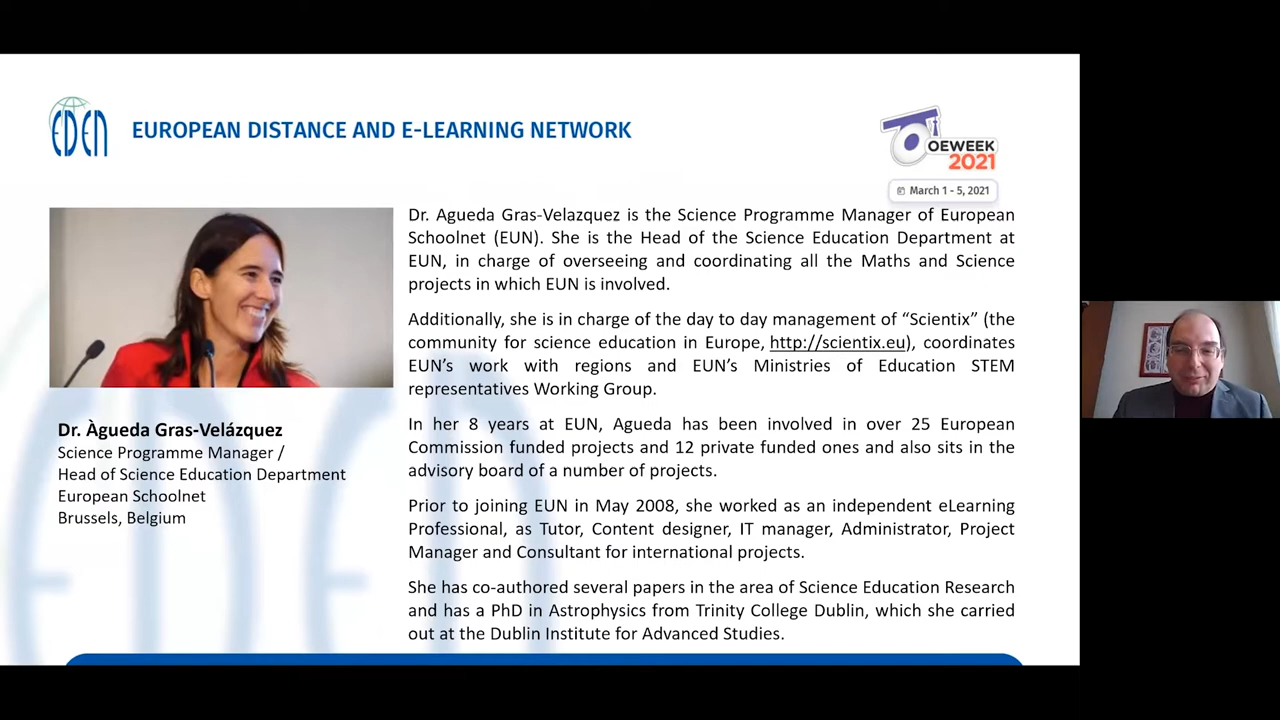 EDEN
EUROPEAN DISTANCE AND E-LEARNING NETWORK
OEWEEK
2021
March 1 - 5, 2021
Dr. Agueda Gras-Velazquez is the Science Programme Manager of European
Schoolnet (EUN). She is the Head of the Science Education Department at
EUN, in charge of overseeing and coordinating all the Maths and Science
projects in which EUN is involved.
Additionally, she is in charge of the day to day management of “Scientix” (the
community for science education in Europe, http://scientix.eu), coordinates
EUN’s work with regions and EUN’s Ministries of Education STEM
representatives Working Group.
In her 8 years at EUN, Agueda has been involved in over 25 European
Commission funded projects and 12 private funded ones and also sits in the
advisory board of a number of projects.
Prior to joining EUN in May 2008, she worked as an independent eLearning
Professional, as Tutor, Content designer, IT manager, Administrator, Project
Manager and Consultant for international projects.
She has co-authored several papers in the area of Science Education Research
and has a PhD in Astrophysics from Trinity College Dublin, which she carried
out at the Dublin Institute for Advanced Studies.
Dr. Àgueda Gras-Velázquez
Science Programme Manager /
Head of Science Education Department
European Schoolnet
Brussels, Belgium